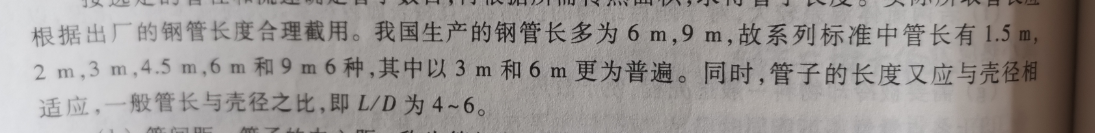 根据出厂的钢管长度合理截用。我国生产的钢管长多为 6 m,9 m,故系列标准中管长有 1.5 m,
2 m,3 m,4.5 m,6 m 和 9 m 6 种,其中以 3 m 和 6 m 更为普遍。同时,管子的长度又应与壳径相
适应,一般管长与壳径之比,即 L/D 为 4~6。